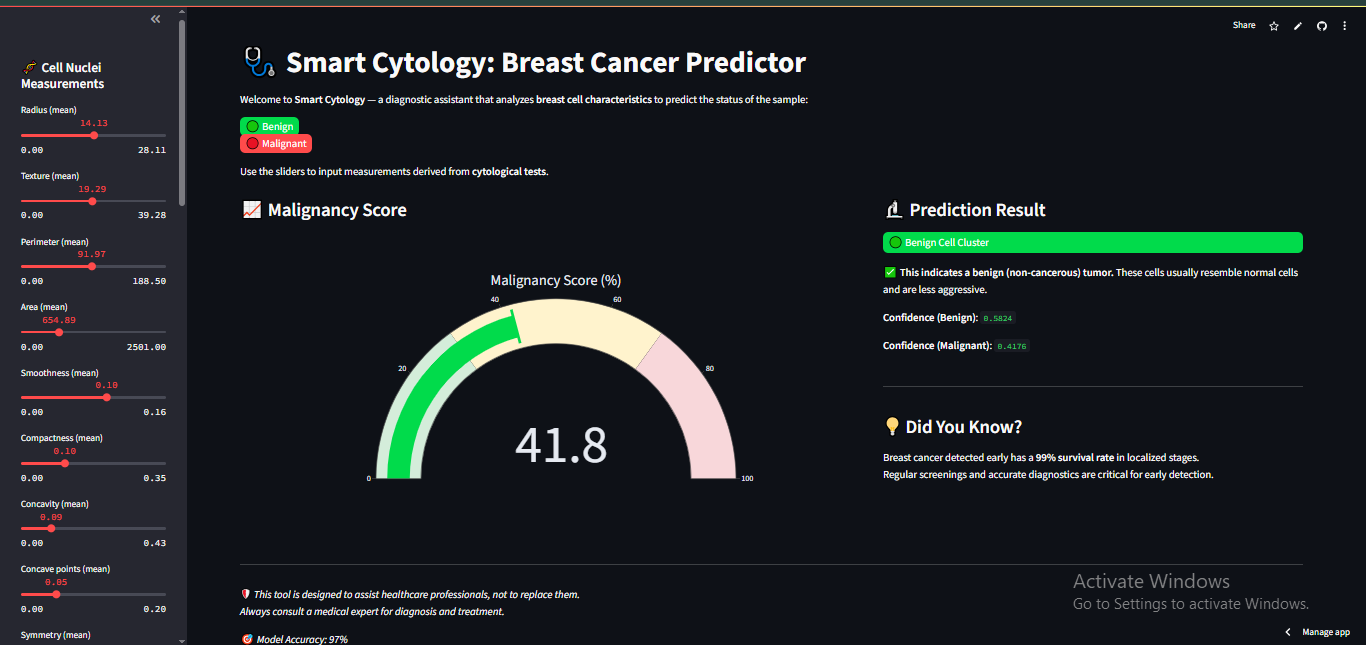 Cell Nuclei
Measurements
Radius (mean)
14.13
0.00 28.11
Texture (mean)
19.29
0.00 39.28
Perimeter (mean)
91.97
0.00 188.50
Area (mean)
654.89
0.00 2501.00
Smoothness (mean)
0.10
0.00 0.16
Compactness (mean)
0.10
0.00 0.35
Concavity (mean)
0.09
0.00 0.43
Concave points (mean)
0.05
0.00 0.20
Symmetry (mean)
Share
Smart Cytology: Breast Cancer Predictor
Welcome to Smart Cytology — a diagnostic assistant that analyzes breast cell characteristics to predict the status of the sample:
Benign
Malignant
Use the sliders to input measurements derived from cytological tests.
Malignancy Score
Malignancy Score (%)
0
20
40
60
80
100
41.8
Prediction Result
Benign Cell Cluster
This indicates a benign (non-cancerous) tumor. These cells usually resemble normal cells
and are less aggressive.
Confidence (Benign): 0.5824
Confidence (Malignant): 0.4176
Did You Know?
Breast cancer detected early has a 99% survival rate in localized stages.
Regular screenings and accurate diagnostics are critical for early detection.
This tool is designed to assist healthcare professionals, not to replace them.
Always consult a medical expert for diagnosis and treatment.
Model Accuracy: 97%
Activate Windows
Go to Settings to activate Windows.
Manage app